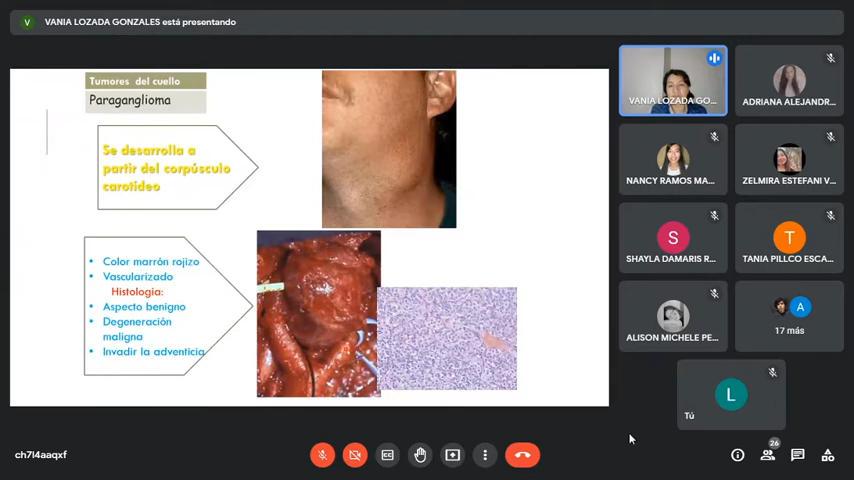 V
VANIA LOZADA GONZALES está presentando
Tumores del cuello
Paraganglioma
Se desarrolla a
partir del corpúsculo
carotideo
Color marrón rojizo
Vascularizado
Histologia:
Aspecto benigno
Degeneración
maligna
Invadir la adventicia
VANIA LOZADA GO...
ADRIANA ALEJANDR...
NANCY RAMOS MA...
ZELMIRA ESTEFANI V...
S
SHAYLA DAMARIS R...
T
TANIA PILLCO ESCA...
ALISON MICHELE PE...
A
17 más
L
Tú
ch7l4aaqxf
CC
26